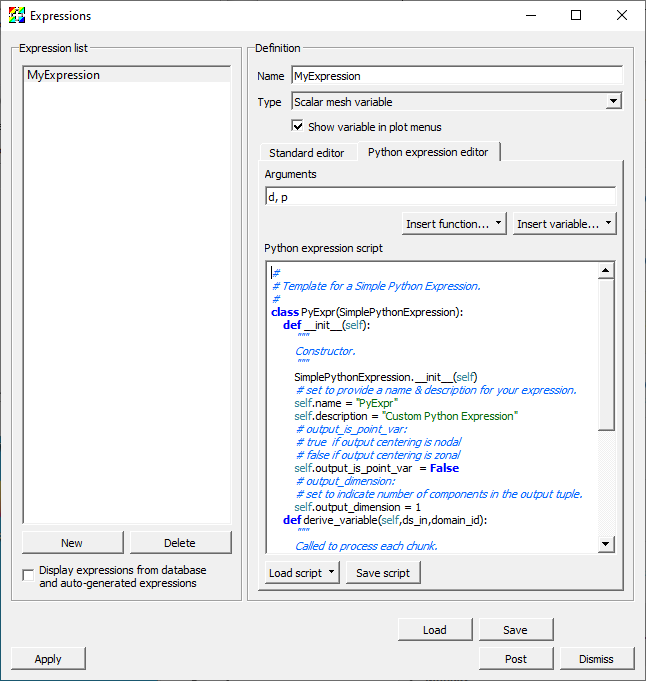 Expressions
Expression list
MyExpression
New
Delete
Display expressions from database
and auto-generated expressions
Definition
Name
MyExpression
Type
Scalar mesh variable
Show variable in plot menus
Standard editor
Python expression editor
Arguments
d, p
Insert function...
Insert variable...
Python expression script
#
# Template for a Simple Python Expression.
#
class PyExpr(SimplePythonExpression):
def __init__(self):
"""
Constructor.
"""
SimplePythonExpression.__init__(self)
# set to provide a name & description for your expression.
self.name = "PyExpr"
self.description = "Custom Python Expression"
# output_is_point_var:
# true  if output centering is nodal
# false if output centering is zonal
self.output_is_point_var  = False
# output_dimension:
# set to indicate number of components in the output tuple.
self.output_dimension = 1
def derive_variable(self,ds_in,domain_id):
"""
Called to process each chunk.
Load script
Save script
Load
Save
Apply
Post
Dismiss